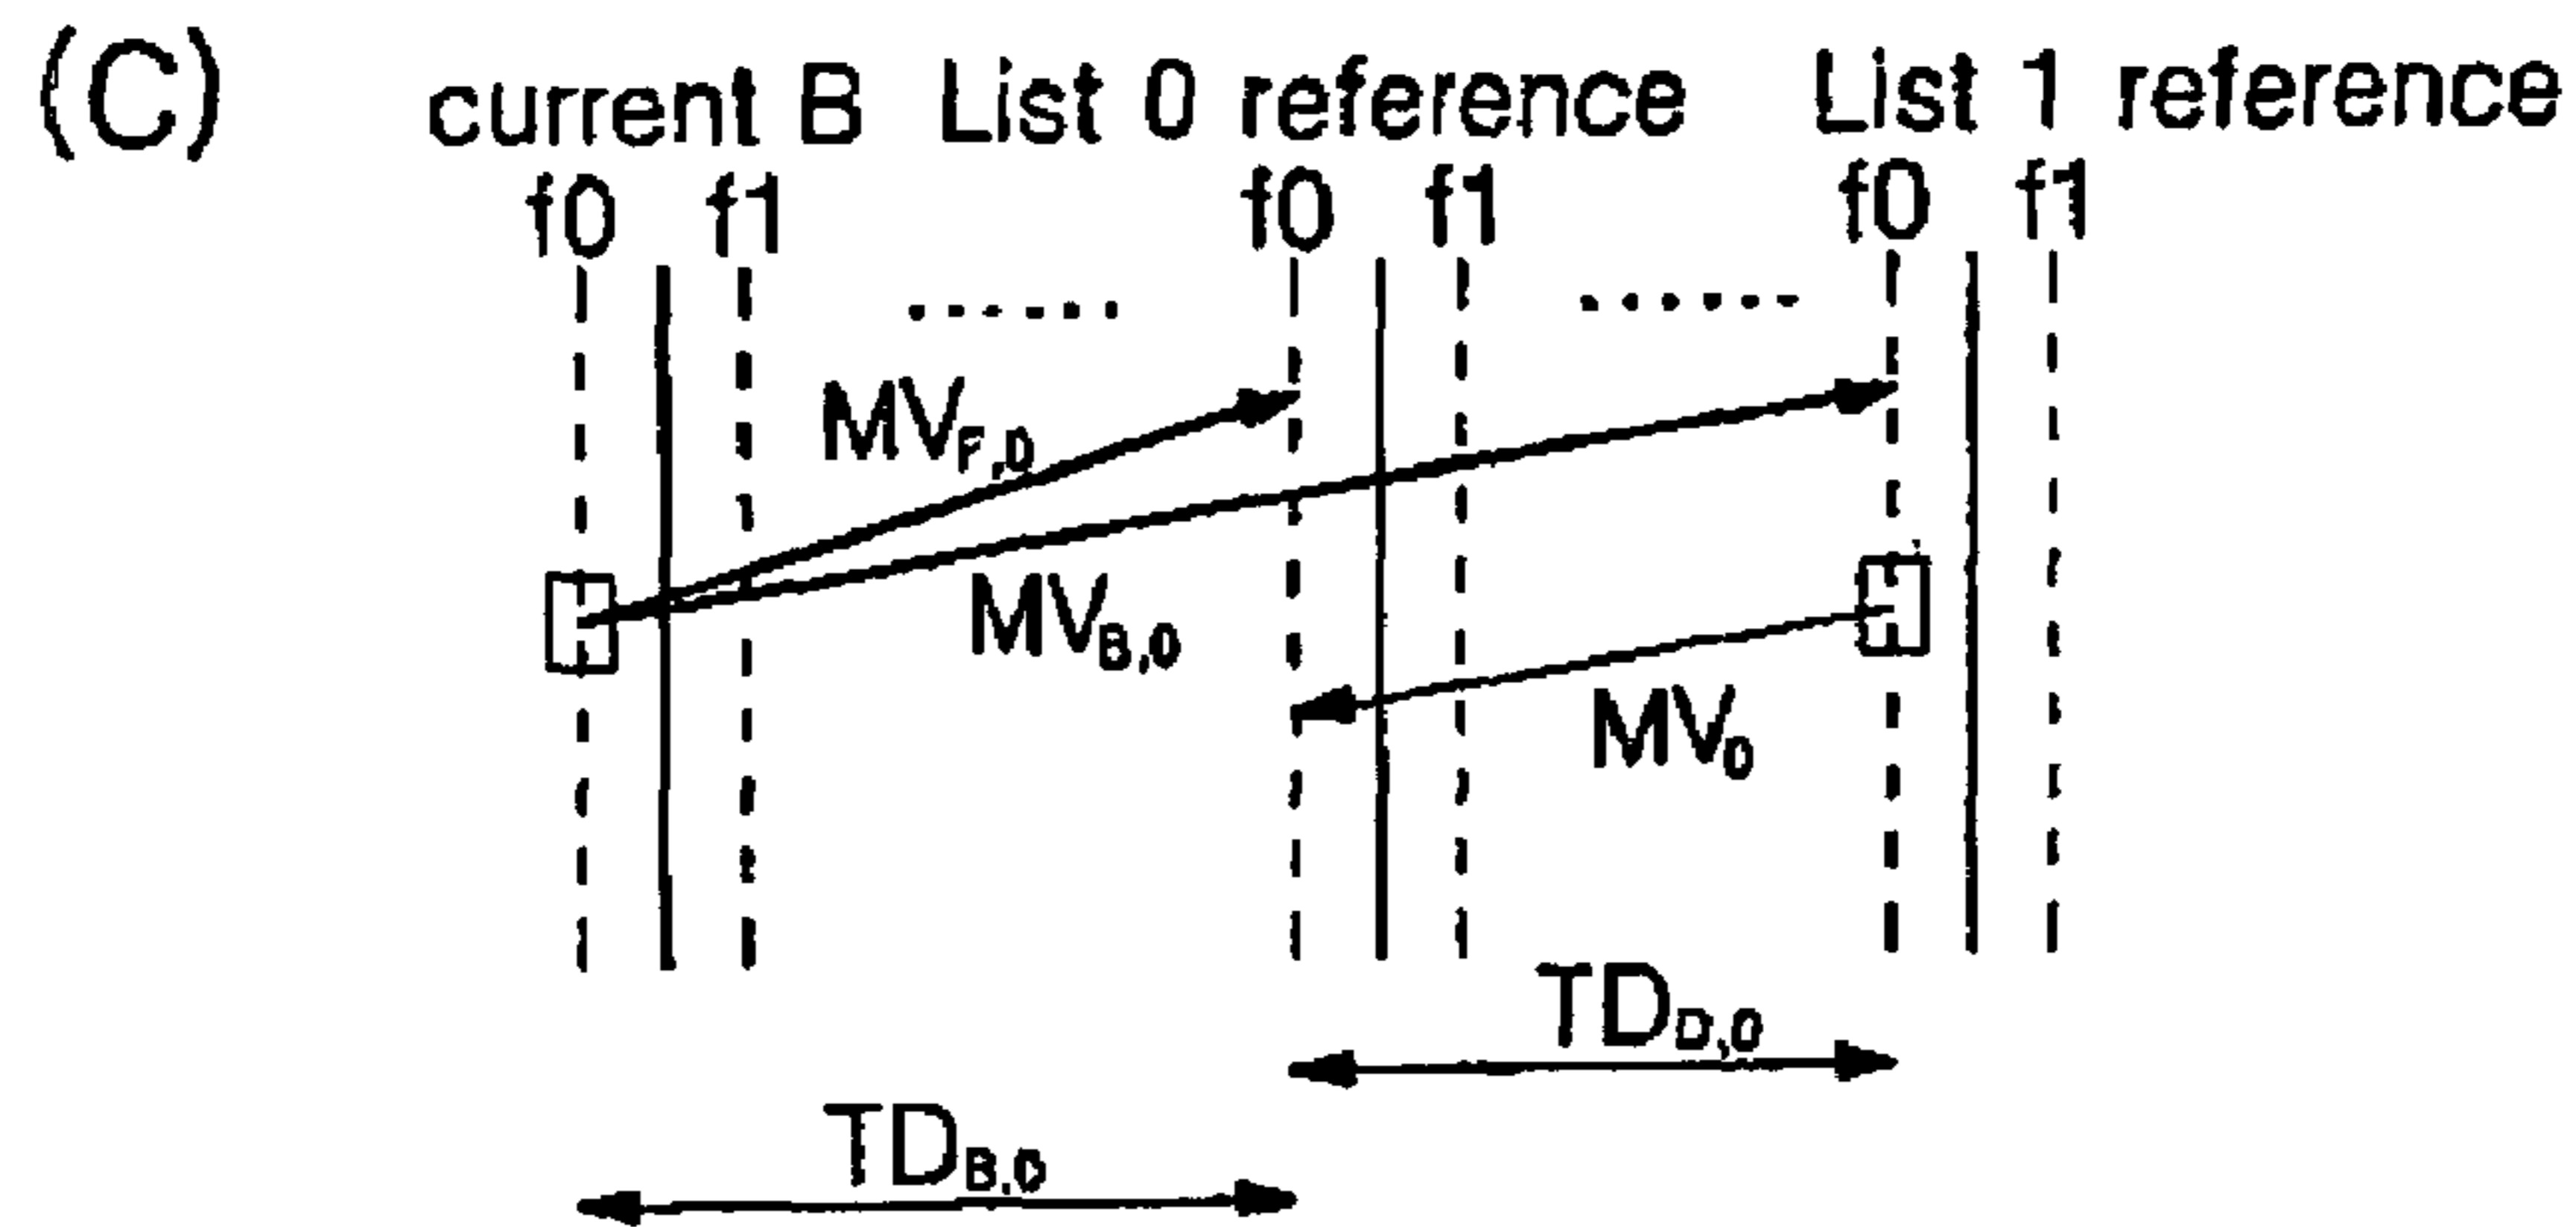 (C) current B List 0 reference List 1 reference
f0 f1 f0 f1 f0 f1
MVF,0
MVB,0
MV0
TDD,0
TDB,0